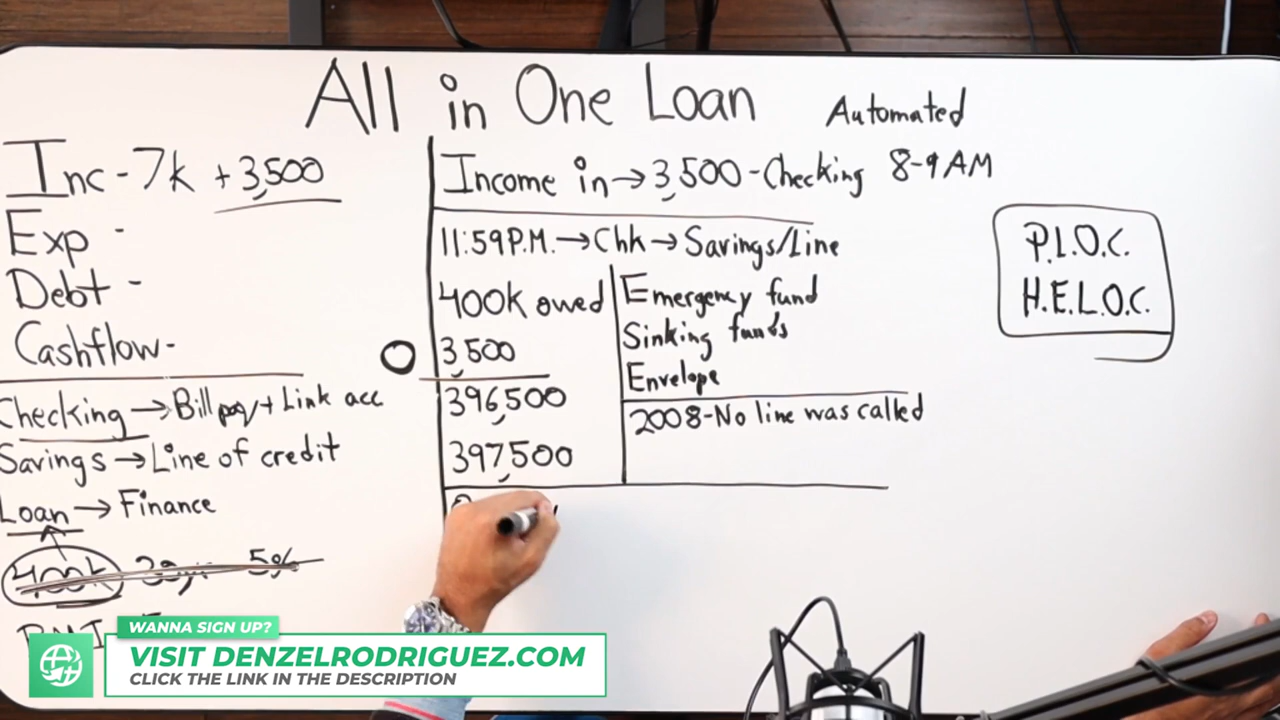 All in One Loan
Automated
Inc - 7k + 3,500
Exp -
Debt -
Cashflow -
Checking → Bill pay + Link acc
Savings → Line of credit
Loan → Finance
400k 30yr 5%
Income in → 3,500 - Checking 8-9 AM
11:59 P.M. → Chk → Savings/Line
400k owed
3,500
396,500
397,500
Emergency fund
Sinking funds
Envelope
2008 - No line was called
P.L.O.C.
H.E.L.O.C.
WANNA SIGN UP?
VISIT DENZELRODRIGUEZ.COM
CLICK THE LINK IN THE DESCRIPTION